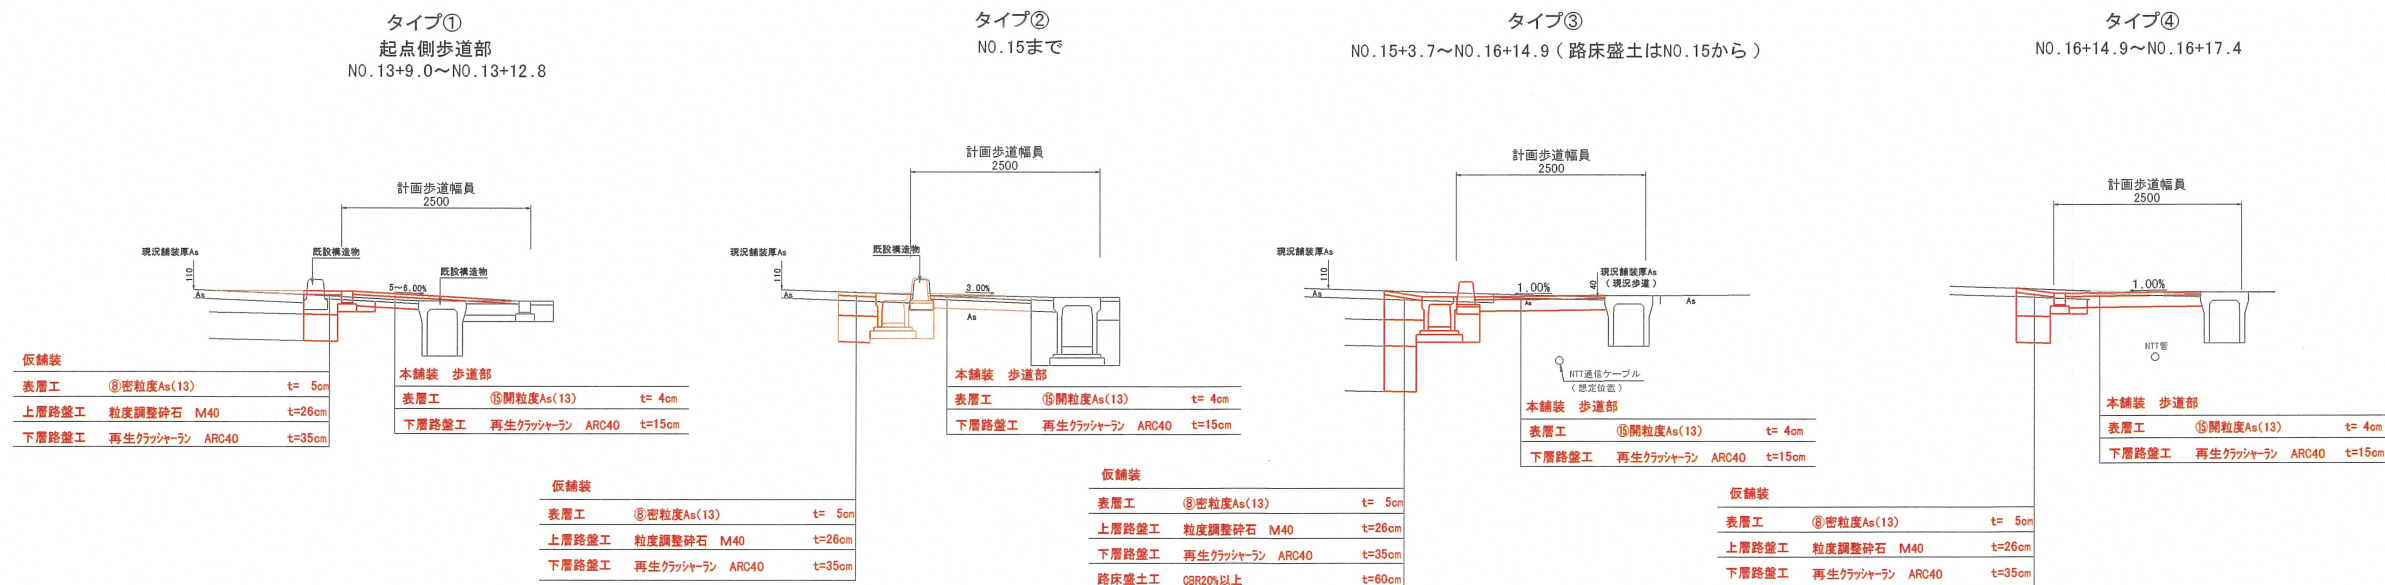 タイプ①
起点側歩道部
NO.13+9.0～NO.13+12.8
計画歩道幅員
2500
現況舗装厚As
110
As
既設構造物
既設構造物
5～6.00%
仮舗装
表層工 ⑧密粒度As(13) t= 5cm
上層路盤工 粒度調整砕石 M40 t=26cm
下層路盤工 再生クラッシャーラン ARC40 t=35cm
本舗装 歩道部
表層工 ⑮開粒度As(13) t= 4cm
下層路盤工 再生クラッシャーラン ARC40 t=15cm
タイプ②
NO.15まで
計画歩道幅員
2500
現況舗装厚As
110
As
既設構造物
3.00%
As
本舗装 歩道部
表層工 ⑮開粒度As(13) t= 4cm
下層路盤工 再生クラッシャーラン ARC40 t=15cm
仮舗装
表層工 ⑧密粒度As(13) t= 5cm
上層路盤工 粒度調整砕石 M40 t=26cm
下層路盤工 再生クラッシャーラン ARC40 t=35cm
タイプ③
NO.15+3.7～NO.16+14.9 ( 路床盛土はNO.15から )
計画歩道幅員
2500
現況舗装厚As
110
As
1.00%
As
40
現況舗装厚As
(現況歩道)
As
NTT通信ケーブル
(想定位置)
本舗装 歩道部
表層工 ⑮開粒度As(13) t= 4cm
下層路盤工 再生クラッシャーラン ARC40 t=15cm
仮舗装
表層工 ⑧密粒度As(13) t= 5cm
上層路盤工 粒度調整砕石 M40 t=26cm
下層路盤工 再生クラッシャーラン ARC40 t=35cm
路床盛土工 CBR20%以上 t=60cm
タイプ④
NO.16+14.9～NO.16+17.4
計画歩道幅員
2500
1.00%
NTT管
本舗装 歩道部
表層工 ⑮開粒度As(13) t= 4cm
下層路盤工 再生クラッシャーラン ARC40 t=15cm
仮舗装
表層工 ⑧密粒度As(13) t= 5cm
上層路盤工 粒度調整砕石 M40 t=26cm
下層路盤工 再生クラッシャーラン ARC40 t=35cm